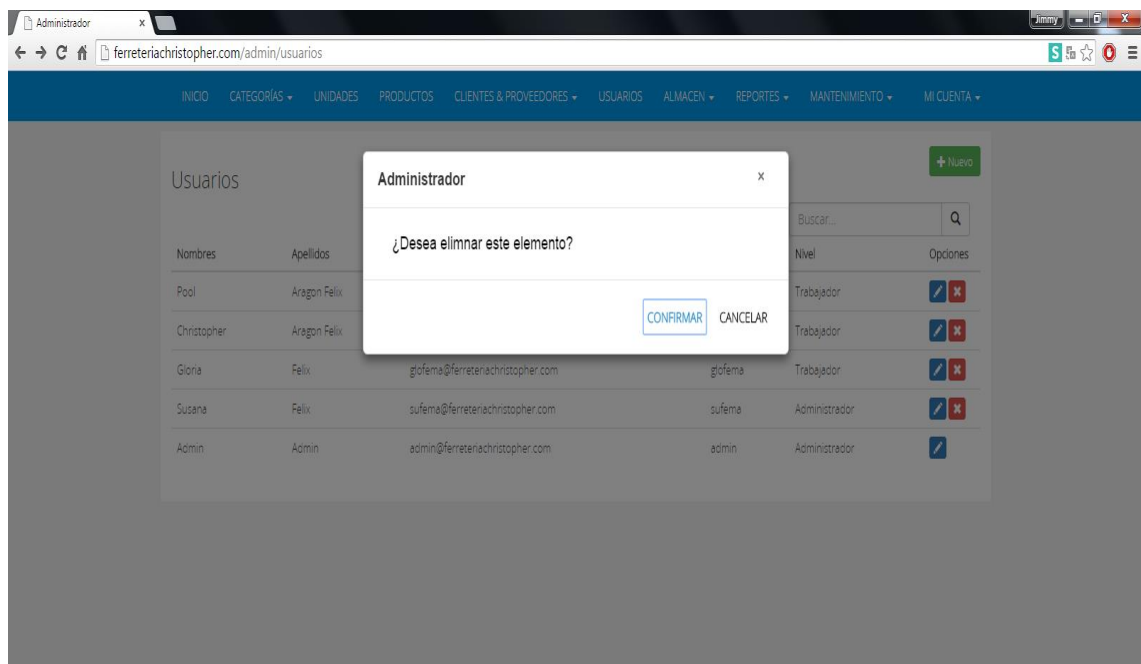 Administrador
Jimmy
ferreteriachristopher.com/admin/usuarios
INICIO CATEGORÍAS UNIDADES PRODUCTOS CLIENTES & PROVEEDORES USUARIOS ALMACEN REPORTES MANTENIMIENTO MI CUENTA
Usuarios
Nuevo
Administrador
Buscar...
¿Desea elimnar este elemento?
Nombres Apellidos Nivel Opciones
Pool Aragon Felix Trabajador
CONFIRMAR CANCELAR
Christopher Aragon Felix Trabajador
Gloria Felix glofema@ferreteriachristopher.com glofema Trabajador
Susana Felix sufema@ferreteriachristopher.com sufema Administrador
Admin Admin admin@ferreteriachristopher.com admin Administrador